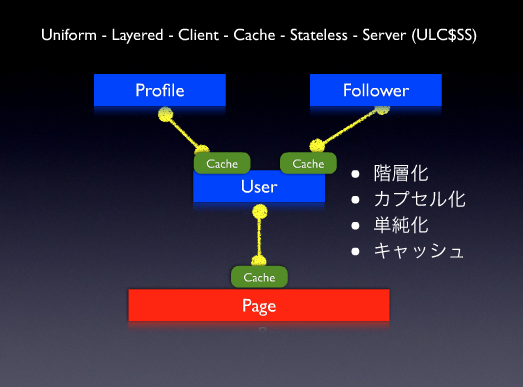 Uniform - Layered - Client - Cache - Stateless - Server (ULC$SS)
Profile
Follower
Cache
Cache
User
階層化
カプセル化
単純化
キャッシュ
Cache
Page